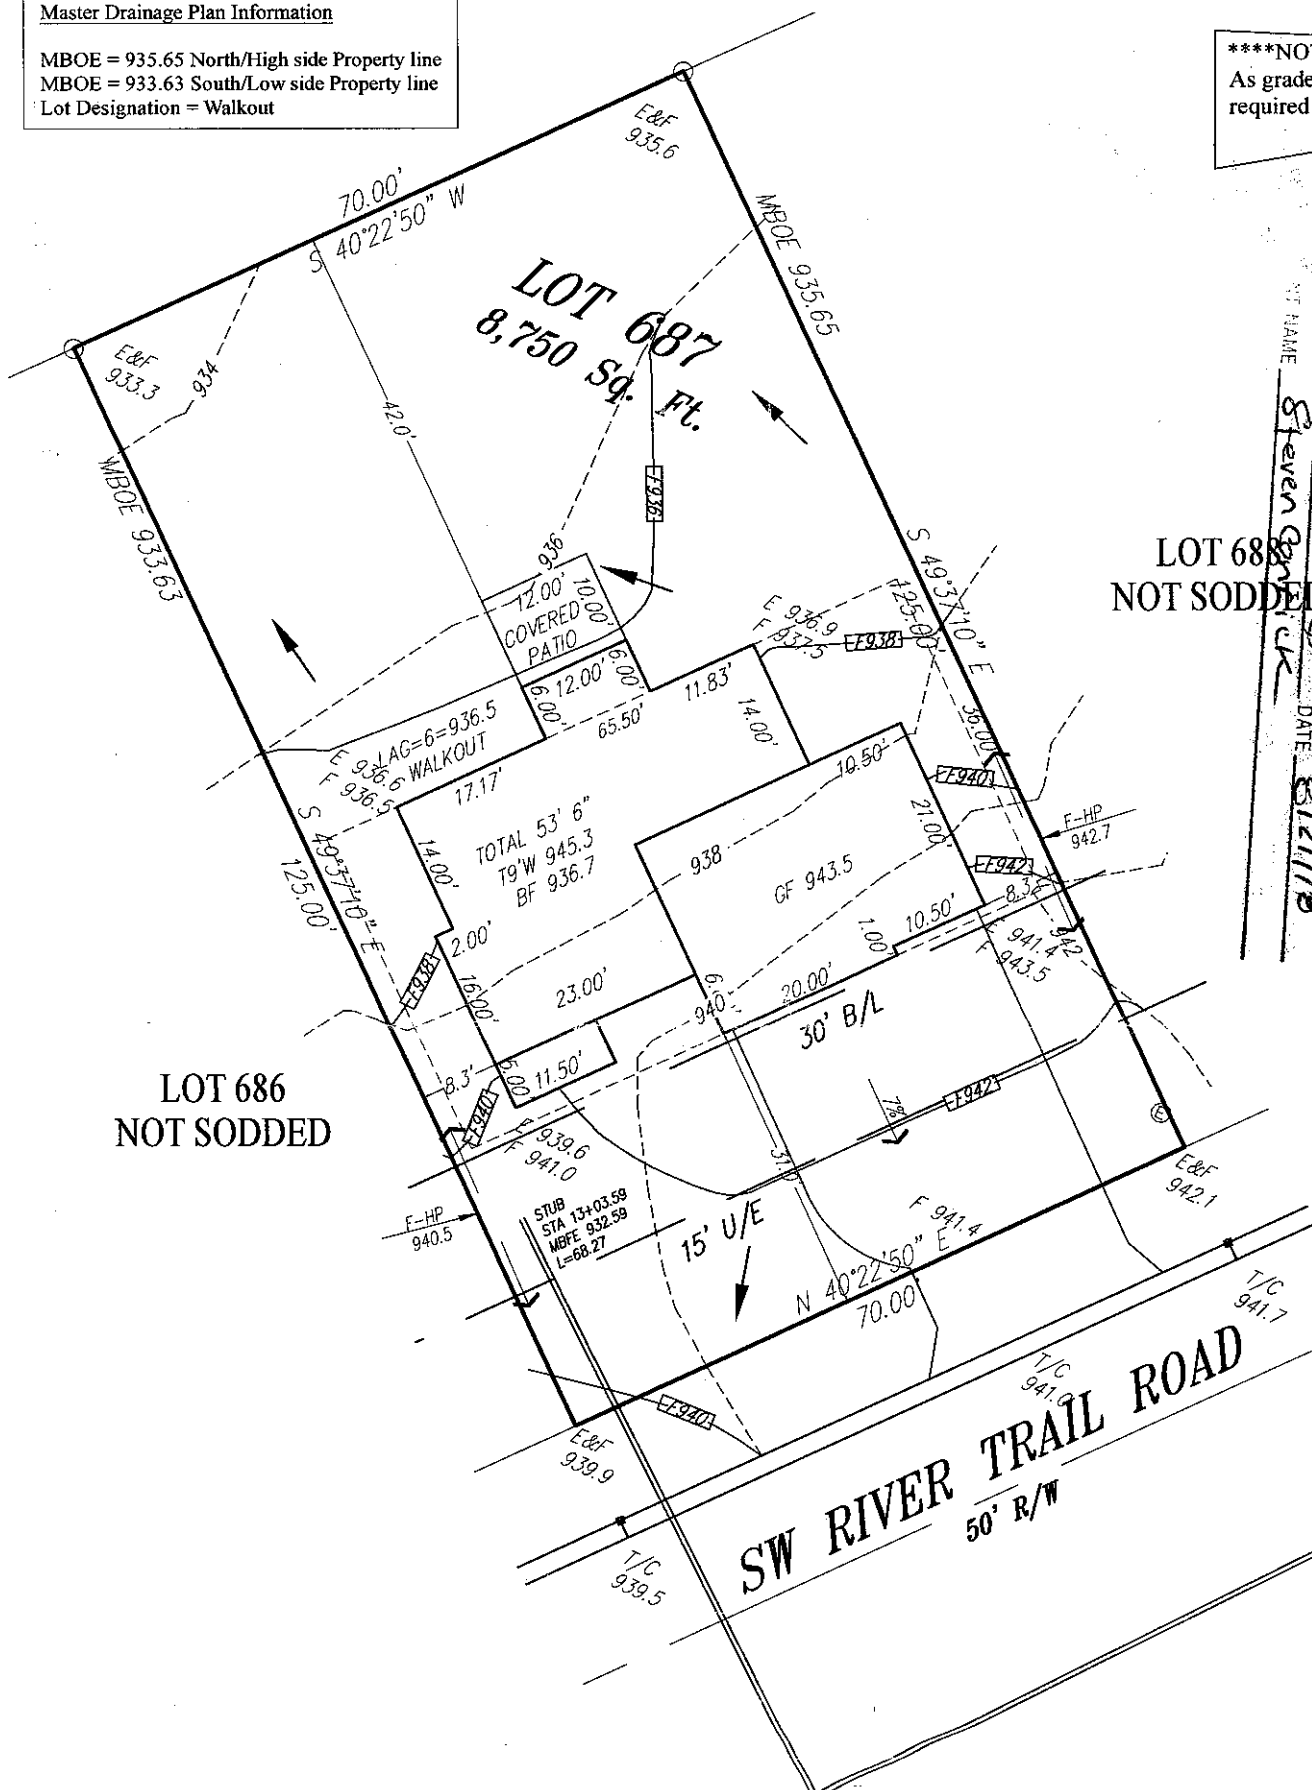 Master Drainage Plan Information
MBOE = 935.65 North/High side Property line
MBOE = 933.63 South/Low side Property line
Lot Designation = Walkout
As grade
required
E&F
935.6
70.00'
S 40°22'50" W
MBOE 935.65
LOT 687
8,750 Sq. Ft.
E&F
933.3
934
42.0'
MBOE 933.63
F936
936
NAME Steven
DATE
LOT 688
NOT SODDED
S 49°37'10" E
125.00'
12.00'
10.00'
COVERED
PATIO
E 936.9
F 937.5
F938
12.00'
6.00'
6.00'
11.83'
65.50'
14.00'
36.00'
LAG=6=936.5
WALKOUT
E 936.6
F 936.5
17.17'
10.50'
F940
F-HP
942.7
S 49°37'10" E
125.00'
14.00'
TOTAL 53' 6"
T9'W 945.3
BF 936.7
938
21.00'
GF 943.5
F942
8.3'
2.00'
10.50'
1.00'
942
E 941.4
F 943.5
F938
16.00'
23.00'
6.
940
20.00'
30' B/L
8.3'
5.00'
11.50'
F940
F942
7%
LOT 686
NOT SODDED
E 939.6
F 941.0
E
E&F
942.1
F-HP
940.5
STUB
STA 13+03.59
MBFE 932.59
L=68.27
15' U/E
F 941.4
N 40°22'50" E
70.00'
T/C
941.7
T/C
F940
E&F
939.9
SW RIVER TRAIL ROAD
50' R/W
T/C
939.5